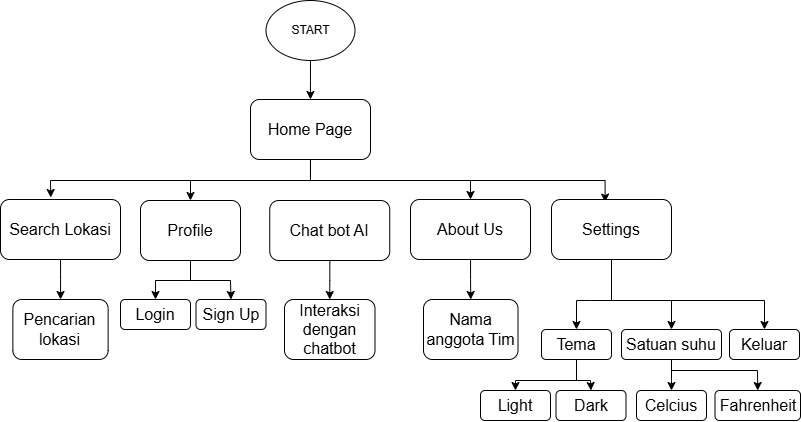 START
Home Page
Search Lokasi
Profile
Chat bot AI
About Us
Settings
Pencarian
lokasi
Login
Sign Up
Interaksi
dengan
chatbot
Nama
anggota Tim
Tema
Satuan suhu
Keluar
Light
Dark
Celcius
Fahrenheit